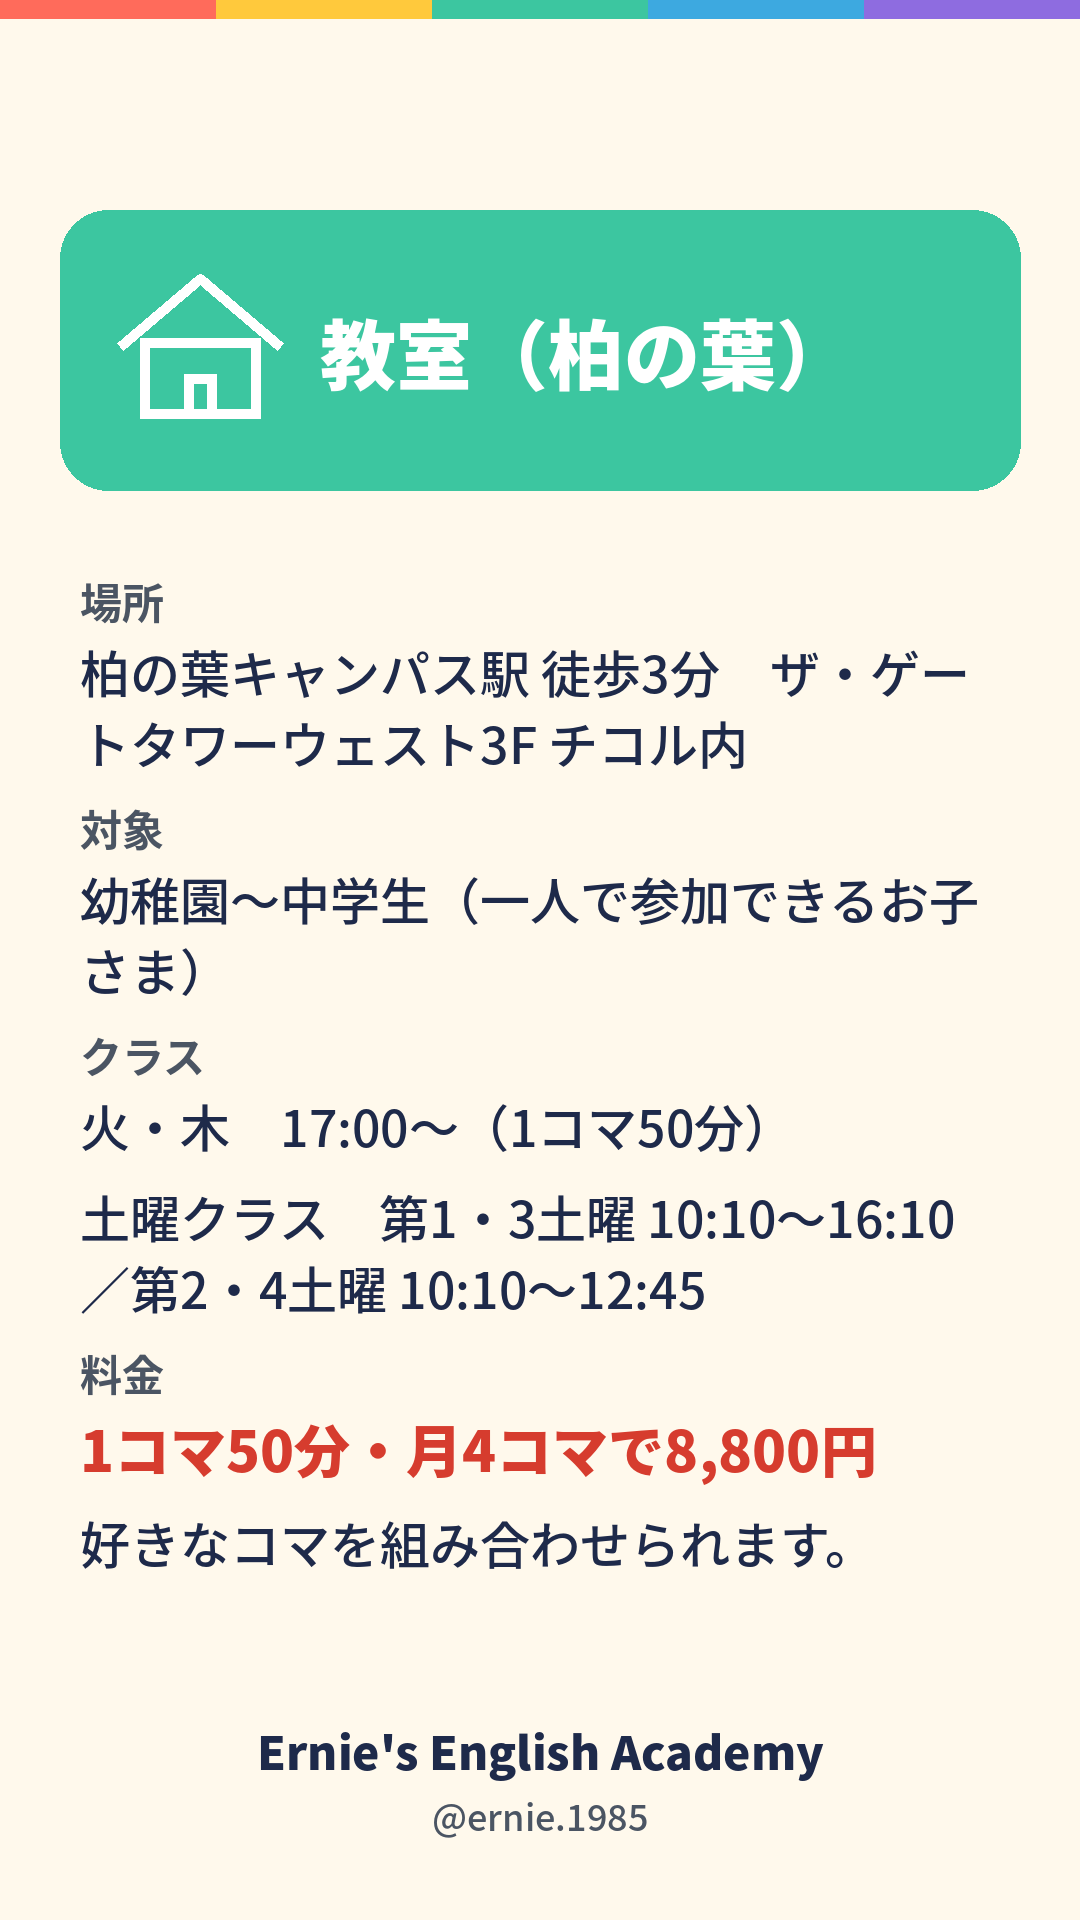 教室（柏の葉）
場所
柏の葉キャンパス駅 徒歩3分　ザ・ゲー
トタワーウェスト3F チコル内
対象
幼稚園〜中学生（一人で参加できるお子
さま）
クラス
火・木　17:00〜（1コマ50分）
土曜クラス　第1・3土曜 10:10〜16:10
／第2・4土曜 10:10〜12:45
料金
1コマ50分・月4コマで8,800円
好きなコマを組み合わせられます。
Ernie's English Academy
@ernie.1985